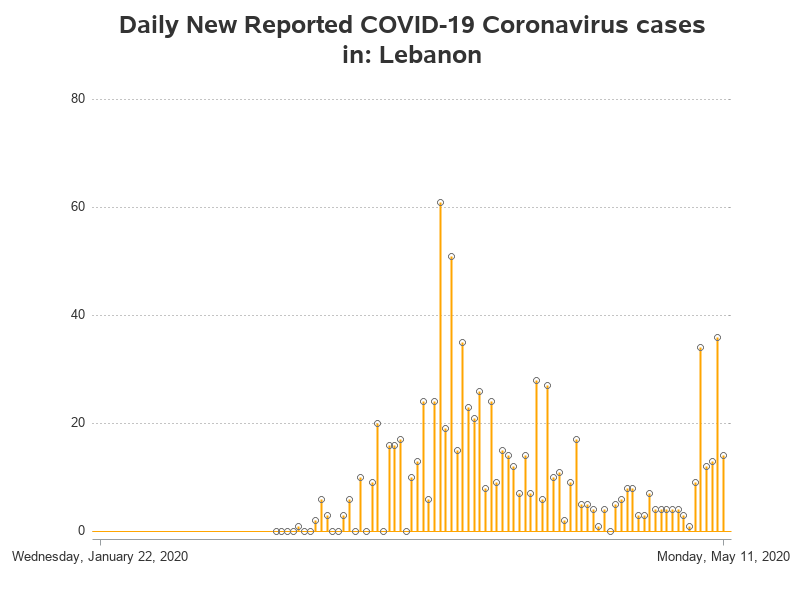 Daily New Reported COVID-19 Coronavirus cases
in: Lebanon
80
60
40
20
0
Wednesday, January 22, 2020
Monday, May 11, 2020